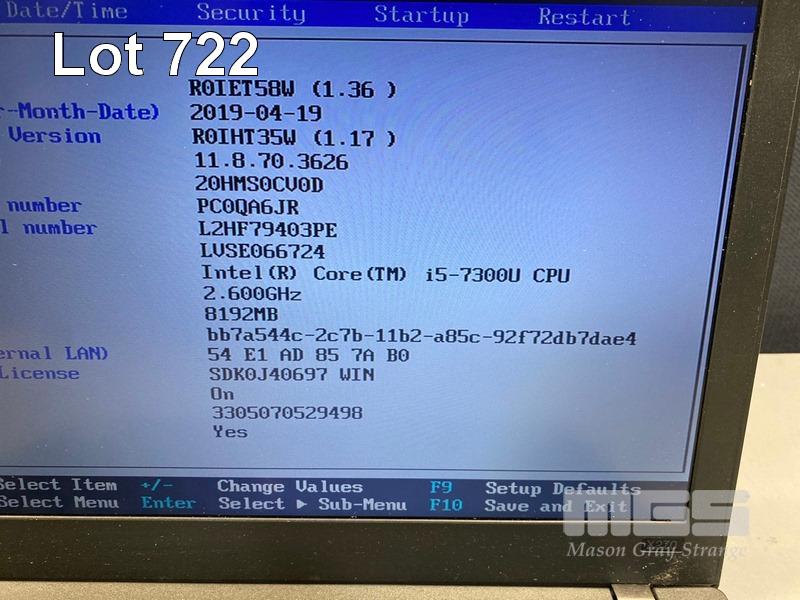 Date/Time Security Startup Restart
Lot 722
R0IET58W (1.36 )
r-Month-Date) 2019-04-19
Version R0IHT35W (1.17 )
11.8.70.3626
20HMS0CV0D
number PC0QA6JR
l number L2HF79403PE
LVSE066724
Intel(R) Core(TM) i5-7300U CPU
2.600GHz
8192MB
bb7a544c-2c7b-11b2-a85c-92f72db7dae4
ernal LAN) 54 E1 AD 85 7A B0
License SDK0J40697 WIN
On
3305070529498
Yes
Select Item +/- Change Values F9 Setup Defaults
Select Menu Enter Select ▶ Sub-Menu F10 Save and Exit
MGS
X270
Mason Gray Strange